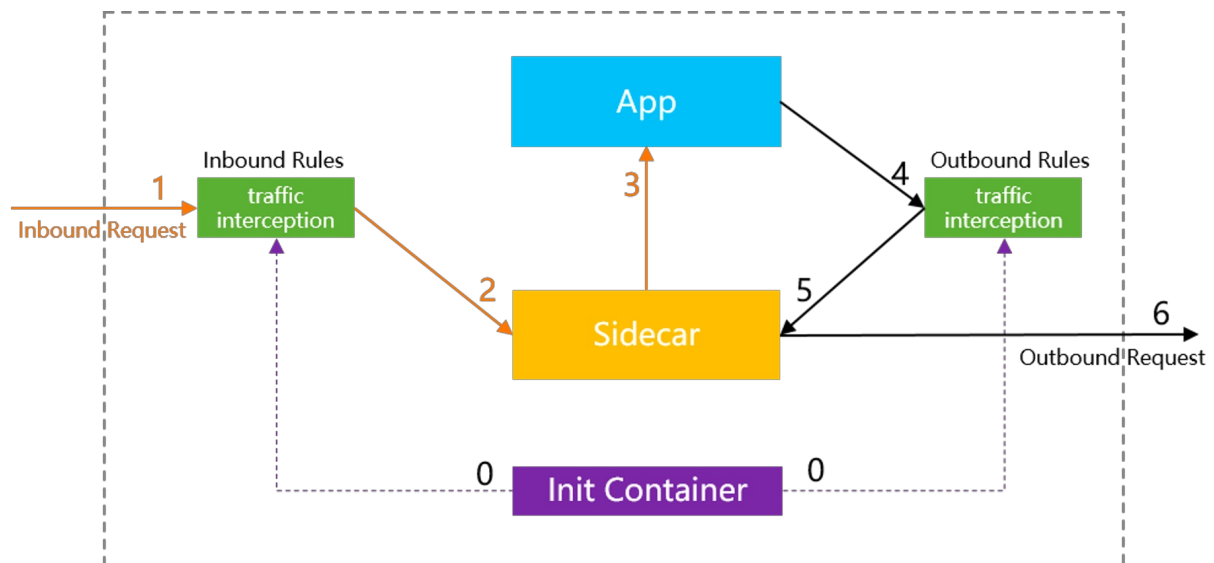 App
Inbound Rules
Outbound Rules
1
traffic
interception
3
4
traffic
interception
Inbound Request
2
5
Sidecar
6
Outbound Request
0
Init Container
0